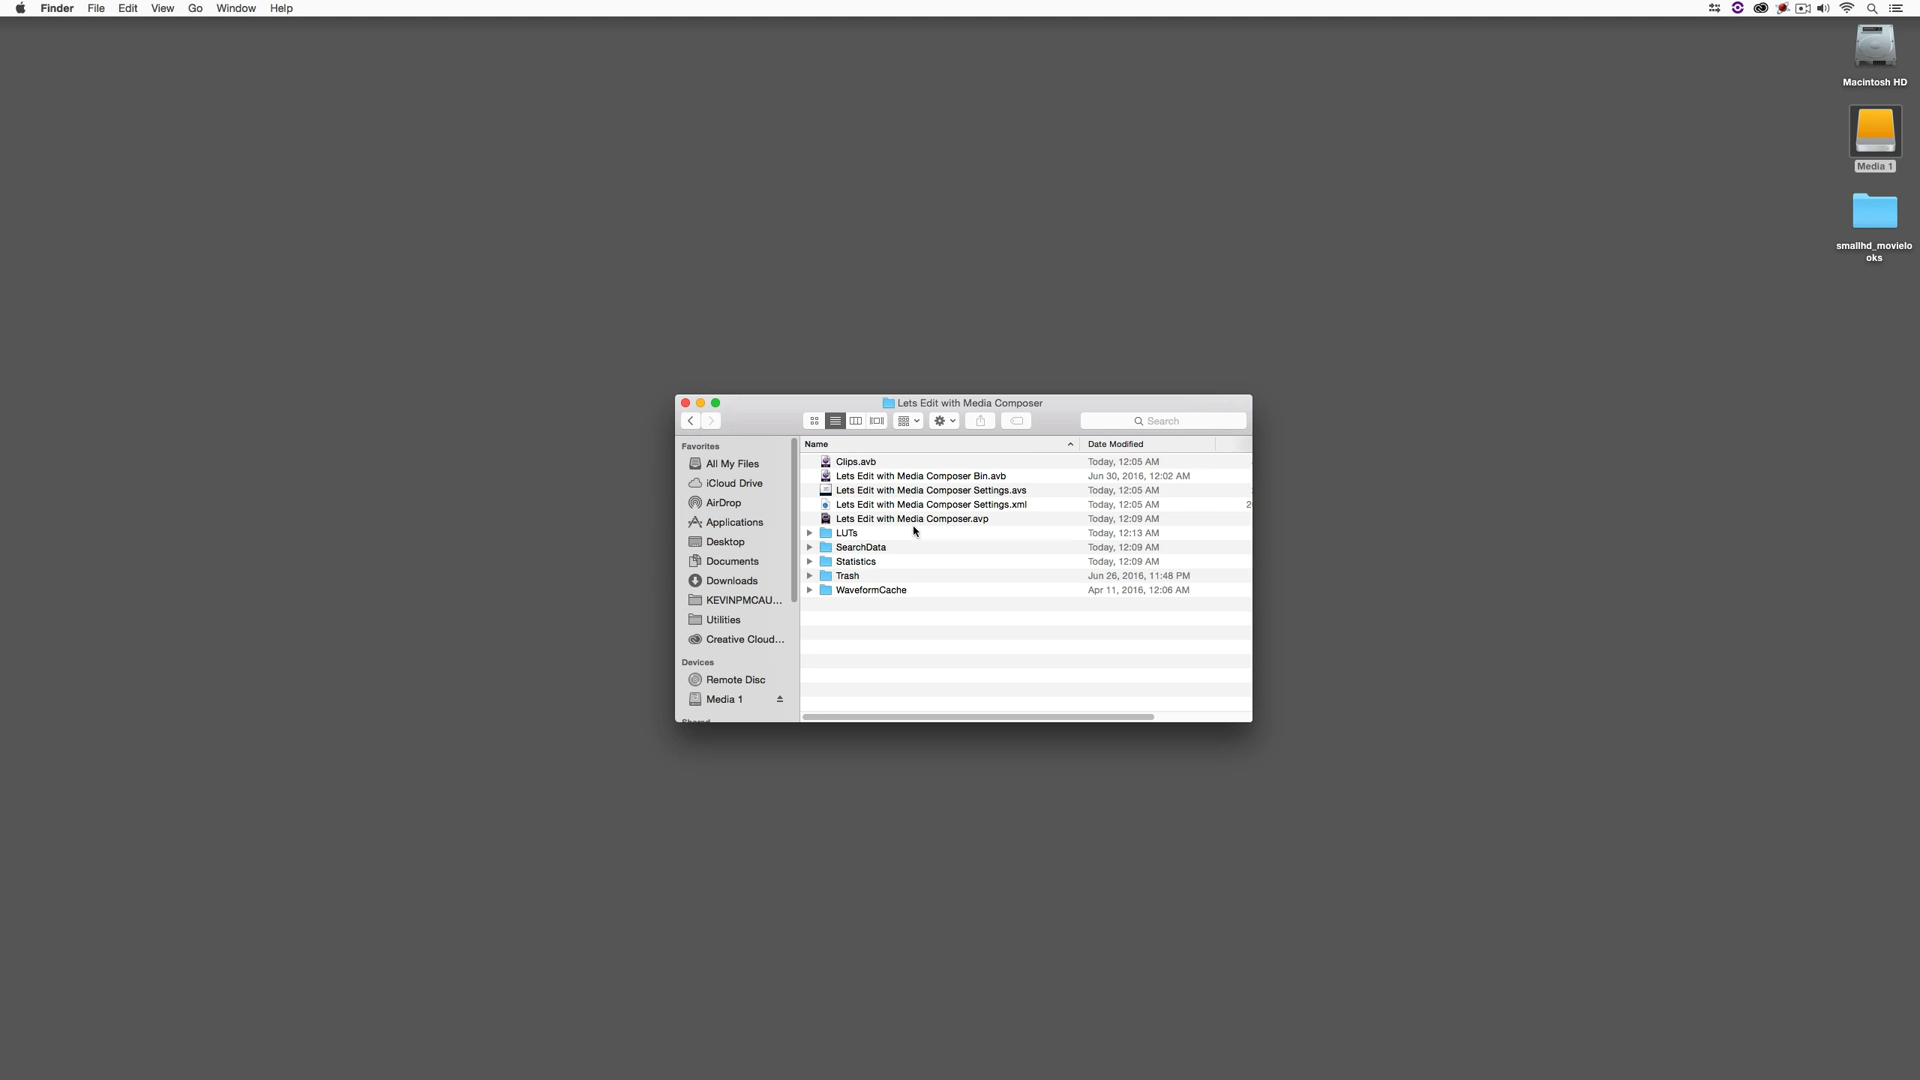 Finder File Edit View Go Window Help
Macintosh HD
Media 1
smallhd_movielo
oks
Lets Edit with Media Composer
Search
Favorites
All My Files
iCloud Drive
AirDrop
Applications
Desktop
Documents
Downloads
KEVINPMCAU...
Utilities
Creative Cloud...
Devices
Remote Disc
Media 1
Shared
Name Date Modified
Clips.avb Today, 12:05 AM
Lets Edit with Media Composer Bin.avb Jun 30, 2016, 12:02 AM
Lets Edit with Media Composer Settings.avs Today, 12:05 AM
Lets Edit with Media Composer Settings.xml Today, 12:05 AM 2
Lets Edit with Media Composer.avp Today, 12:09 AM
LUTs Today, 12:13 AM
SearchData Today, 12:09 AM
Statistics Today, 12:09 AM
Trash Jun 26, 2016, 11:48 PM
WaveformCache Apr 11, 2016, 12:06 AM